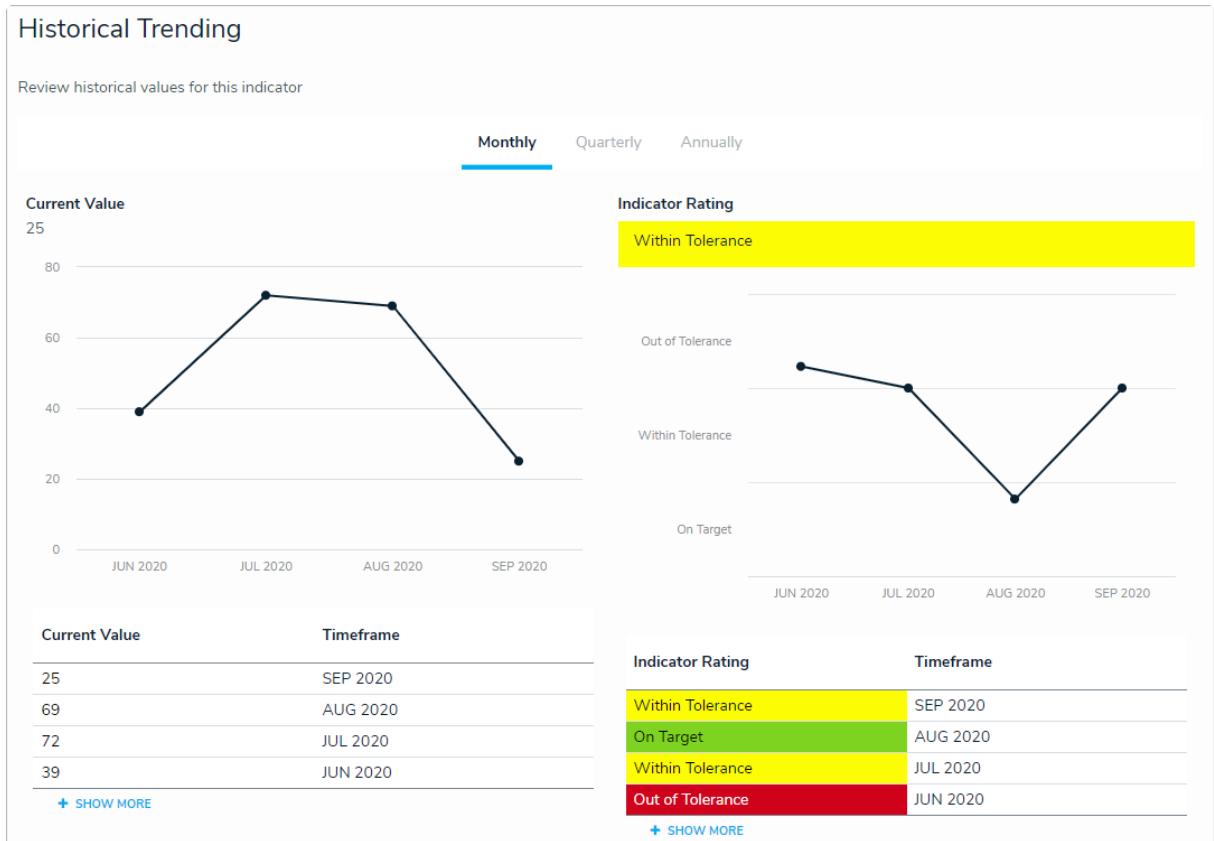 Historical Trending
Review historical values for this indicator
Monthly Quarterly Annually
Current Value
25
80
60
40
20
0
JUN 2020 JUL 2020 AUG 2020 SEP 2020
Current Value Timeframe
25 SEP 2020
69 AUG 2020
72 JUL 2020
39 JUN 2020
+ SHOW MORE
Indicator Rating
Within Tolerance
Out of Tolerance
Within Tolerance
On Target
JUN 2020 JUL 2020 AUG 2020 SEP 2020
Indicator Rating Timeframe
Within Tolerance SEP 2020
On Target AUG 2020
Within Tolerance JUL 2020
Out of Tolerance JUN 2020
+ SHOW MORE